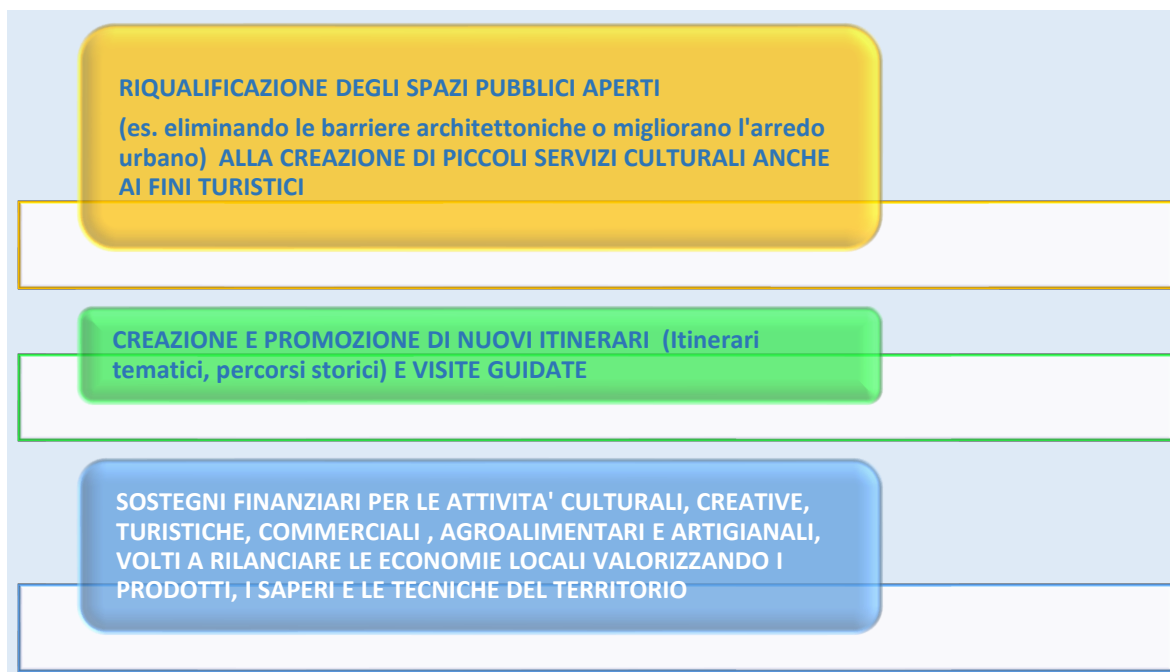 RIQUALIFICAZIONE DEGLI SPAZI PUBBLICI APERTI
(es. eliminando le barriere architettoniche o migliorano l'arredo
urbano) ALLA CREAZIONE DI PICCOLI SERVIZI CULTURALI ANCHE
AI FINI TURISTICI
CREAZIONE E PROMOZIONE DI NUOVI ITINERARI (Itinerari
tematici, percorsi storici) E VISITE GUIDATE
SOSTEGNI FINANZIARI PER LE ATTIVITA' CULTURALI, CREATIVE,
TURISTICHE, COMMERCIALI , AGROALIMENTARI E ARTIGIANALI,
VOLTI A RILANCIARE LE ECONOMIE LOCALI VALORIZZANDO I
PRODOTTI, I SAPERI E LE TECNICHE DEL TERRITORIO